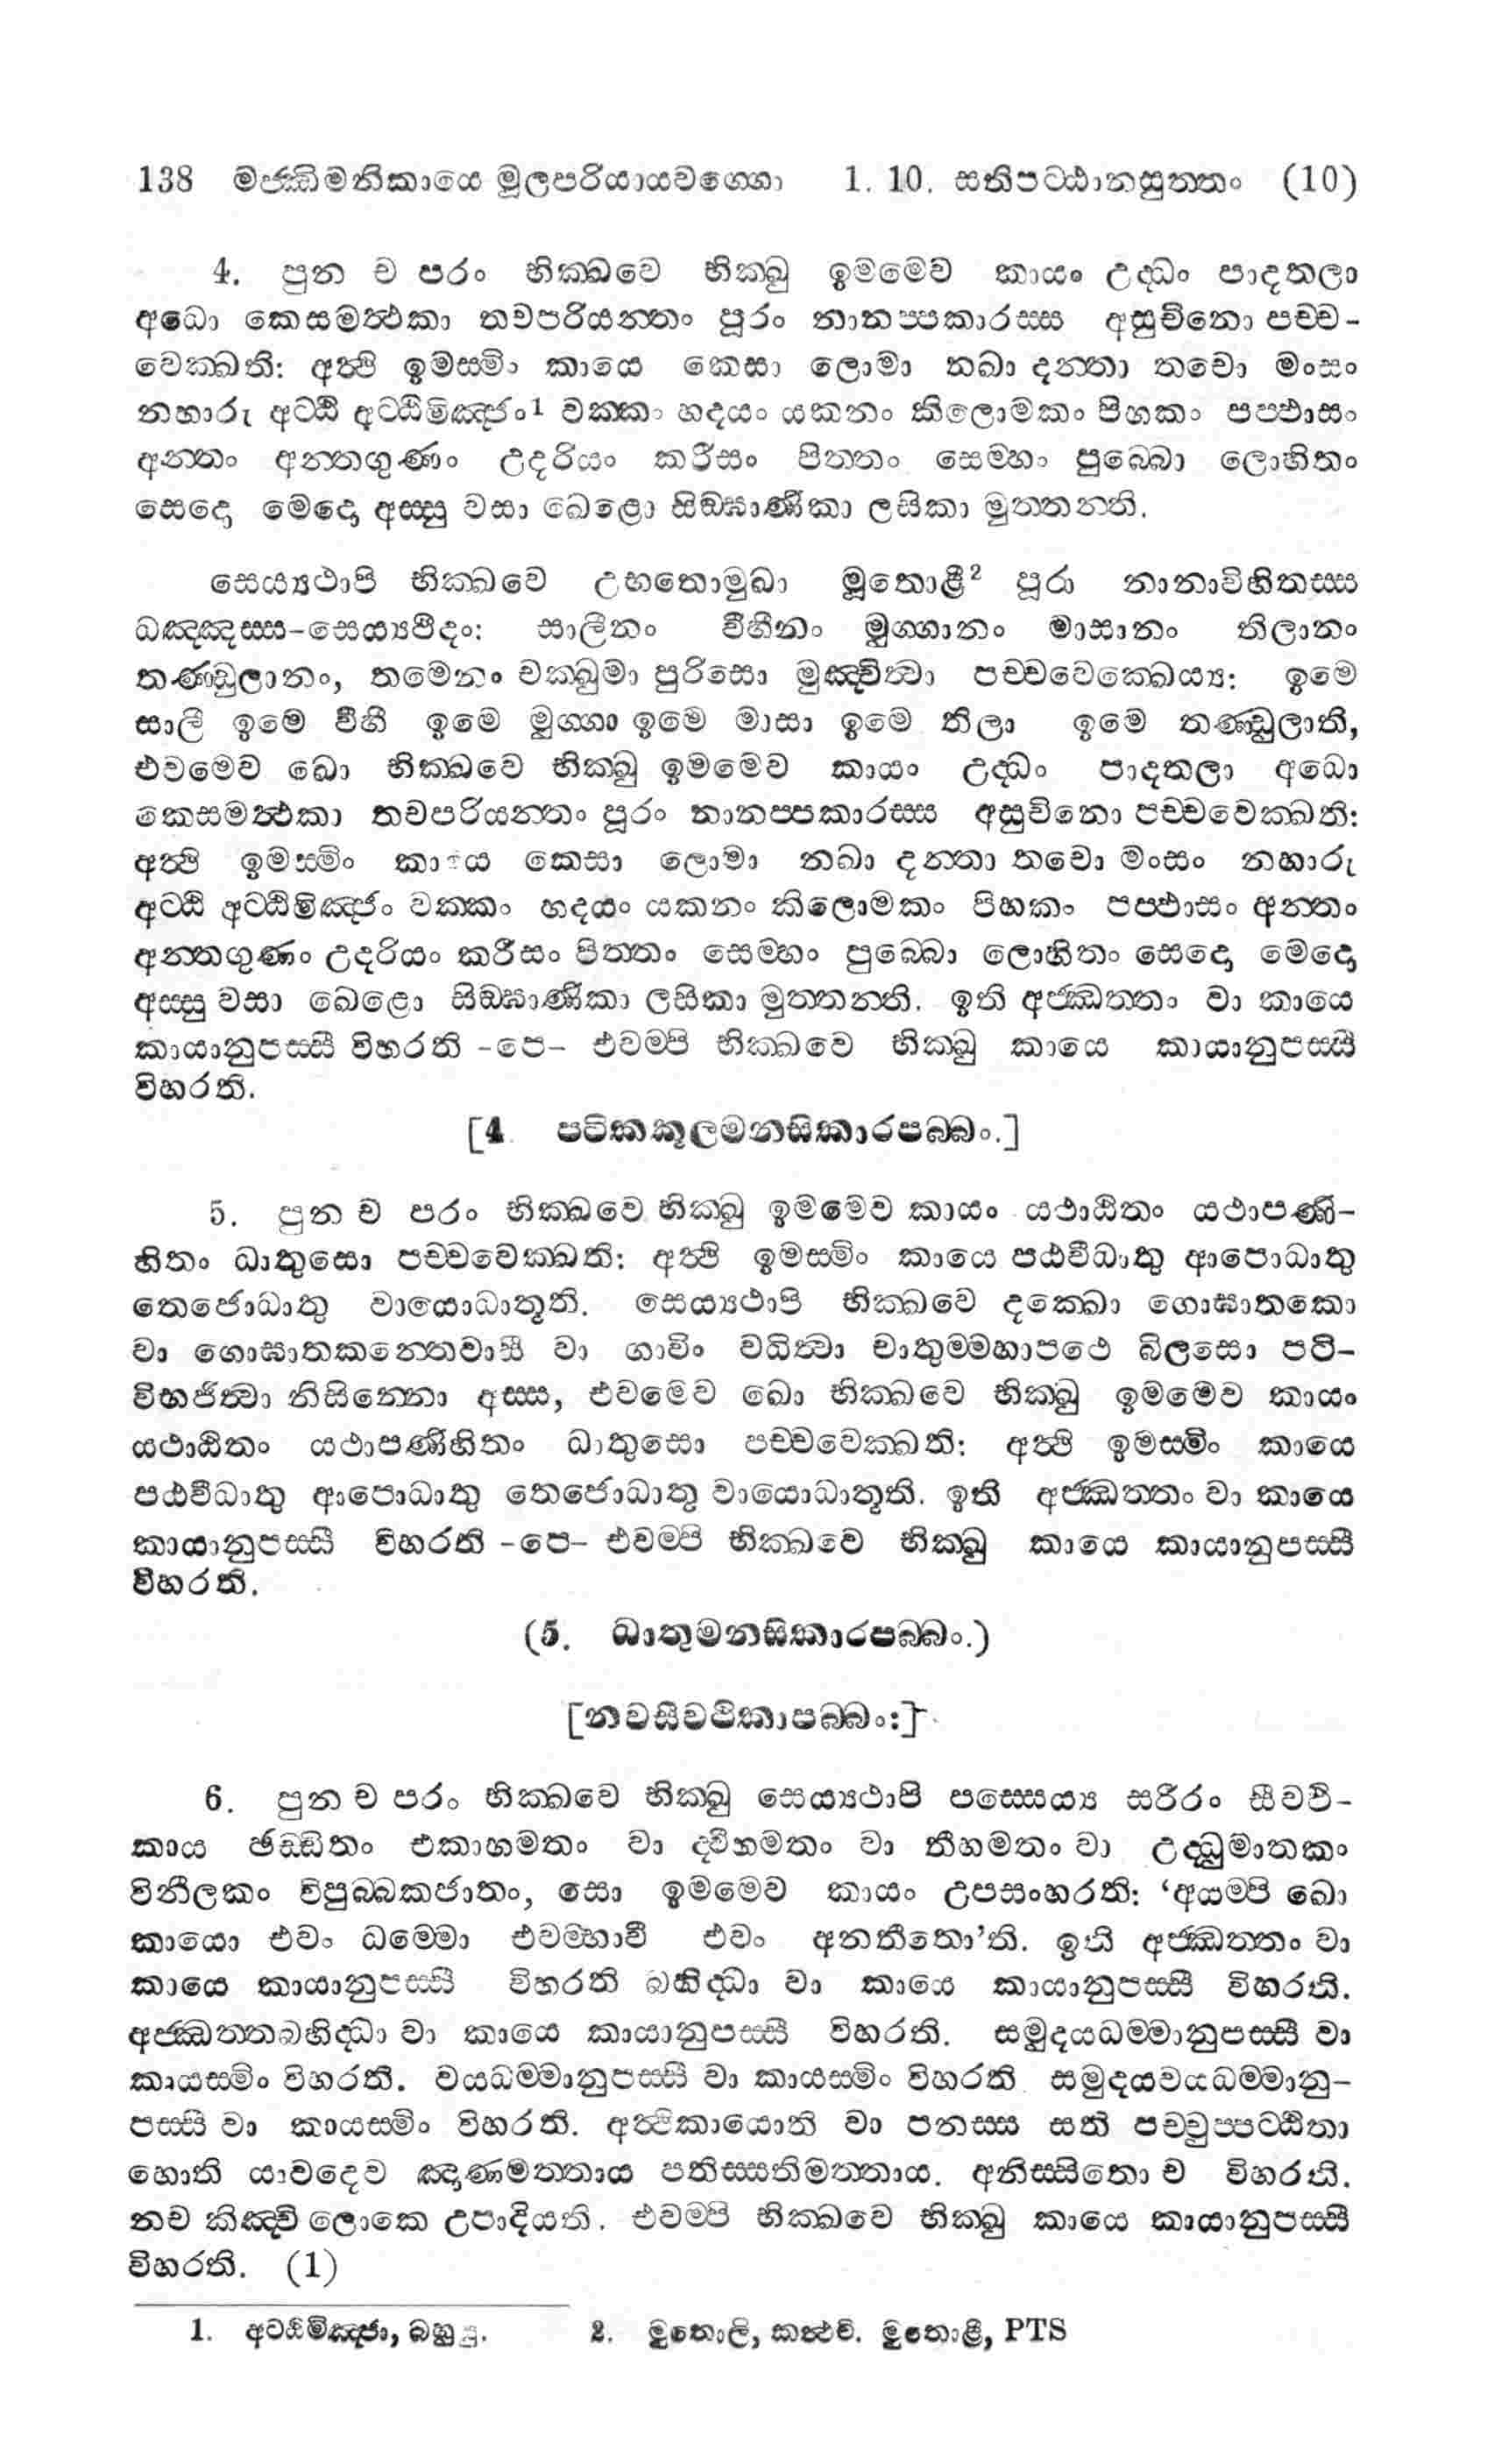 138 මජ‍්ඣිමනිකායෙ මූලපරියායවග‍්ගො 1. 10. සතිපට‍්ඨානසුත‍්තං (10)
4. පුන ච පරං භික‍්ඛවෙ භික‍්ඛු ඉමමෙව කායං උද‍්ධං පාදතලා
අධො කෙසමත්‍ථකා තචපරියන‍්තං පූරං නානප‍්පකාරස‍්ස අසුචිනො පච‍්ච-
වෙක‍්ඛති: අත්‍ථි ඉමස‍්මිං කායෙ කෙසා ලොමා නඛා දන‍්තා තචො මංසං
නහාරු අට‍්ඨි අට‍්ඨිමිඤ‍්ජං1 වක‍්කං හදයං යකනං කිලොමකං පිහකං පප‍්ඵාසං
අන‍්තං අන‍්තගුණං උදරියං කරීසං පිත‍්තං සෙම‍්හං පුබ‍්බො ලොහිතං
සෙදො මෙදො අස‍්සු වසා ඛෙළො සිඞ‍්ඝාණිකා ලසිකා මුත‍්තන‍්ති.
සෙය්‍යථාපි භික‍්ඛවෙ උභතොමුඛා මූතොළී2 පූරා නානාවිහිතස‍්ස
ධඤ‍්ඤස‍්ස-සෙය්‍යථිදං: සාලීනං වීහීනං මුග‍්ගානං මාසානං තිලානං
තණ‍්ඩුලානං, තමෙනං චක‍්ඛුමා පුරිසො මුඤ‍්චිත්‍වා පච‍්චවෙක‍්ඛෙය්‍ය: ඉමෙ
සාලී ඉමෙ වීහී ඉමෙ මුග‍්ගා ඉමෙ මාසා ඉමෙ තිලා ඉමෙ තණ‍්ඩුලාති,
එවමෙව ඛො භික‍්ඛවෙ භික‍්ඛු ඉමමෙව කායං උද‍්ධං පාදතලා අධො
කෙසමත්‍ථකා තචපරියන‍්තං පූරං නානප‍්පකාරස‍්ස අසුචිනො පච‍්චවෙක‍්ඛති:
අත්‍ථි ඉමස‍්මිං කායෙ කෙසා ලොමා නඛා දන‍්තා තචො මංසං නහාරු
අට‍්ඨි අට‍්ඨිමිඤ‍්ජං වක‍්කං හදයං යකනං කිලොමකං පිහකං පප‍්ඵාසං අන‍්තං
අන‍්තගුණං උදරියං කරීසං පිත‍්තං සෙම‍්හං පුබ‍්බො ලොහිතං සෙදො මෙදො
අස‍්සු වසා ඛෙළො සිඞ‍්ඝාණිකා ලසිකා මුත‍්තන‍්ති. ඉති අජ‍්ඣත‍්තං වා කායෙ
කායානුපස‍්සී විහරති -පෙ- එවම‍්පි භික‍්ඛවෙ භික‍්ඛු කායෙ කායානුපස‍්සී
විහරති.
[4 පටික‍්කූලමනසිකාරපබ‍්බං.]
5. පුන ච පරං භික‍්ඛවෙ භික‍්ඛු ඉමමෙව කායං යථාඨිතං යථාපණි-
හිතං ධාතුසො පච‍්චවෙක‍්ඛති: අත්‍ථි ඉමස‍්මිං කායෙ පඨවීධාතු ආපොධාතු
තෙජොධාතු වායොධාතූති. සෙය්‍යථාපි භික‍්ඛවෙ දක‍්ඛො ගොඝාතකො
වා ගොඝාතකන‍්තෙවාසී වා ගාවිං වධිත්‍වා චාතුම‍්මහාපථෙ බිලසො පටි-
විභජිත්‍වා නිසින‍්නො අස‍්ස, එවමෙව ඛො භික‍්ඛවෙ භික‍්ඛු ඉමමෙව කායං
යථාඨිතං යථාපණිහිතං ධාතුසො පච‍්චවෙක‍්ඛති: අත්‍ථි ඉමස‍්මිං කායෙ
පඨවීධාතු ආපොධාතු තෙජොධාතු වායොධාතූති. ඉති අජ‍්ඣත‍්තං වා කායෙ
කායානුපස‍්සී විහරති -පෙ- එවම‍්පි භික‍්ඛවෙ භික‍්ඛු කායෙ කායානුපස‍්සී
විහරති.
(5. ධාතුමනසිකාරපබ‍්බං.)
[නවසීවථිකාපබ‍්බං:]
6. පුන ච පරං භික‍්ඛවෙ භික‍්ඛු සෙය්‍යථාපි පස‍්සෙය්‍ය සරීරං සීවථි-
කාය ඡඩ‍්ඩිතං එකාහමතං වා ද‍්වීහමතං වා තීහමතං වා උද‍්ධුමාතකං
විනීලකං විපුබ‍්බකජාතං, සො ඉමමෙව කායං උපසංහරති: ‘අයම‍්පි ඛො
කායො එවං ධම‍්මො එවම‍්භාවී එවං අනතීතො’ති. ඉති අජ‍්ඣත‍්තං වා
කායෙ කායානුපස‍්සී විහරති බහිද‍්ධා වා කායෙ කායානුපස‍්සී විහරති.
අජ‍්ඣත‍්තබහිද‍්ධා වා කායෙ කායානුපස‍්සී විහරති. සමුදයධම‍්මානුපස‍්සී වා
කායස‍්මිං විහරති. වයධම‍්මානුපස‍්සී වා කායස‍්මිං විහරති සමුදයවයධම‍්මානු-
පස‍්සී වා කායස‍්මිං විහරති. අත්‍ථිකායොති වා පනස‍්ස සති පච‍්චුප‍්පට‍්ඨිතා
හොති යාවදෙව ඤාණමත‍්තාය පතිස‍්සතිමත‍්තාය. අනිස‍්සිතො ච විහරති.
නච කිඤ‍්චි ලොකෙ උපාදියති. එවම‍්පි භික‍්ඛවෙ භික‍්ඛු කායෙ කායානුපස‍්සී
විහරති. (1)
1. අට‍්ඨිමිඤ‍්ජා, බහුසු. 2. මුතොලි, කත්‍ථචි. මුතොළී, PTS